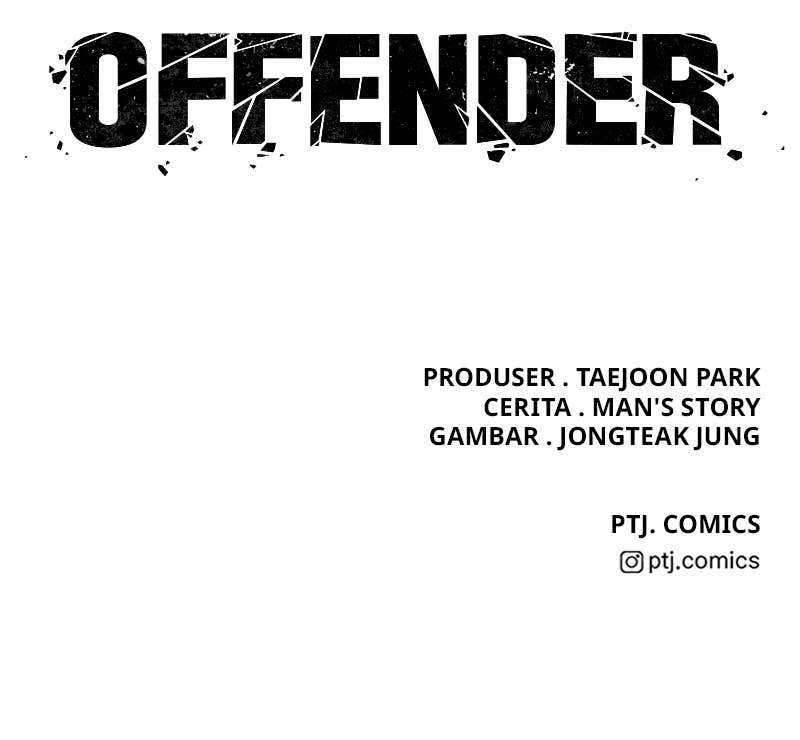 OFFENDER
PRODUSER . TAEJOON PARK
CERITA . MAN'S STORY
GAMBAR . JONGTEAK JUNG
PTJ. COMICS
ptj.comics